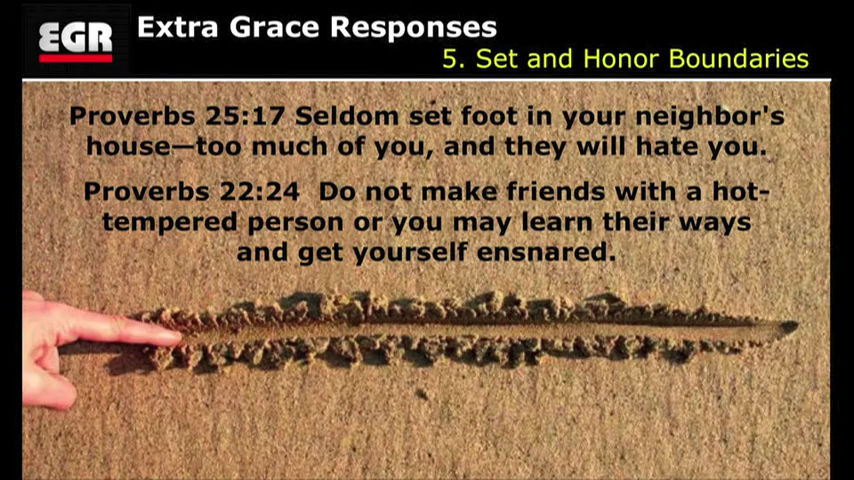 EGR
Extra Grace Responses
5. Set and Honor Boundaries
Proverbs 25:17 Seldom set foot in your neighbor's
house—too much of you, and they will hate you.
Proverbs 22:24  Do not make friends with a hot-
tempered person or you may learn their ways
and get yourself ensnared.